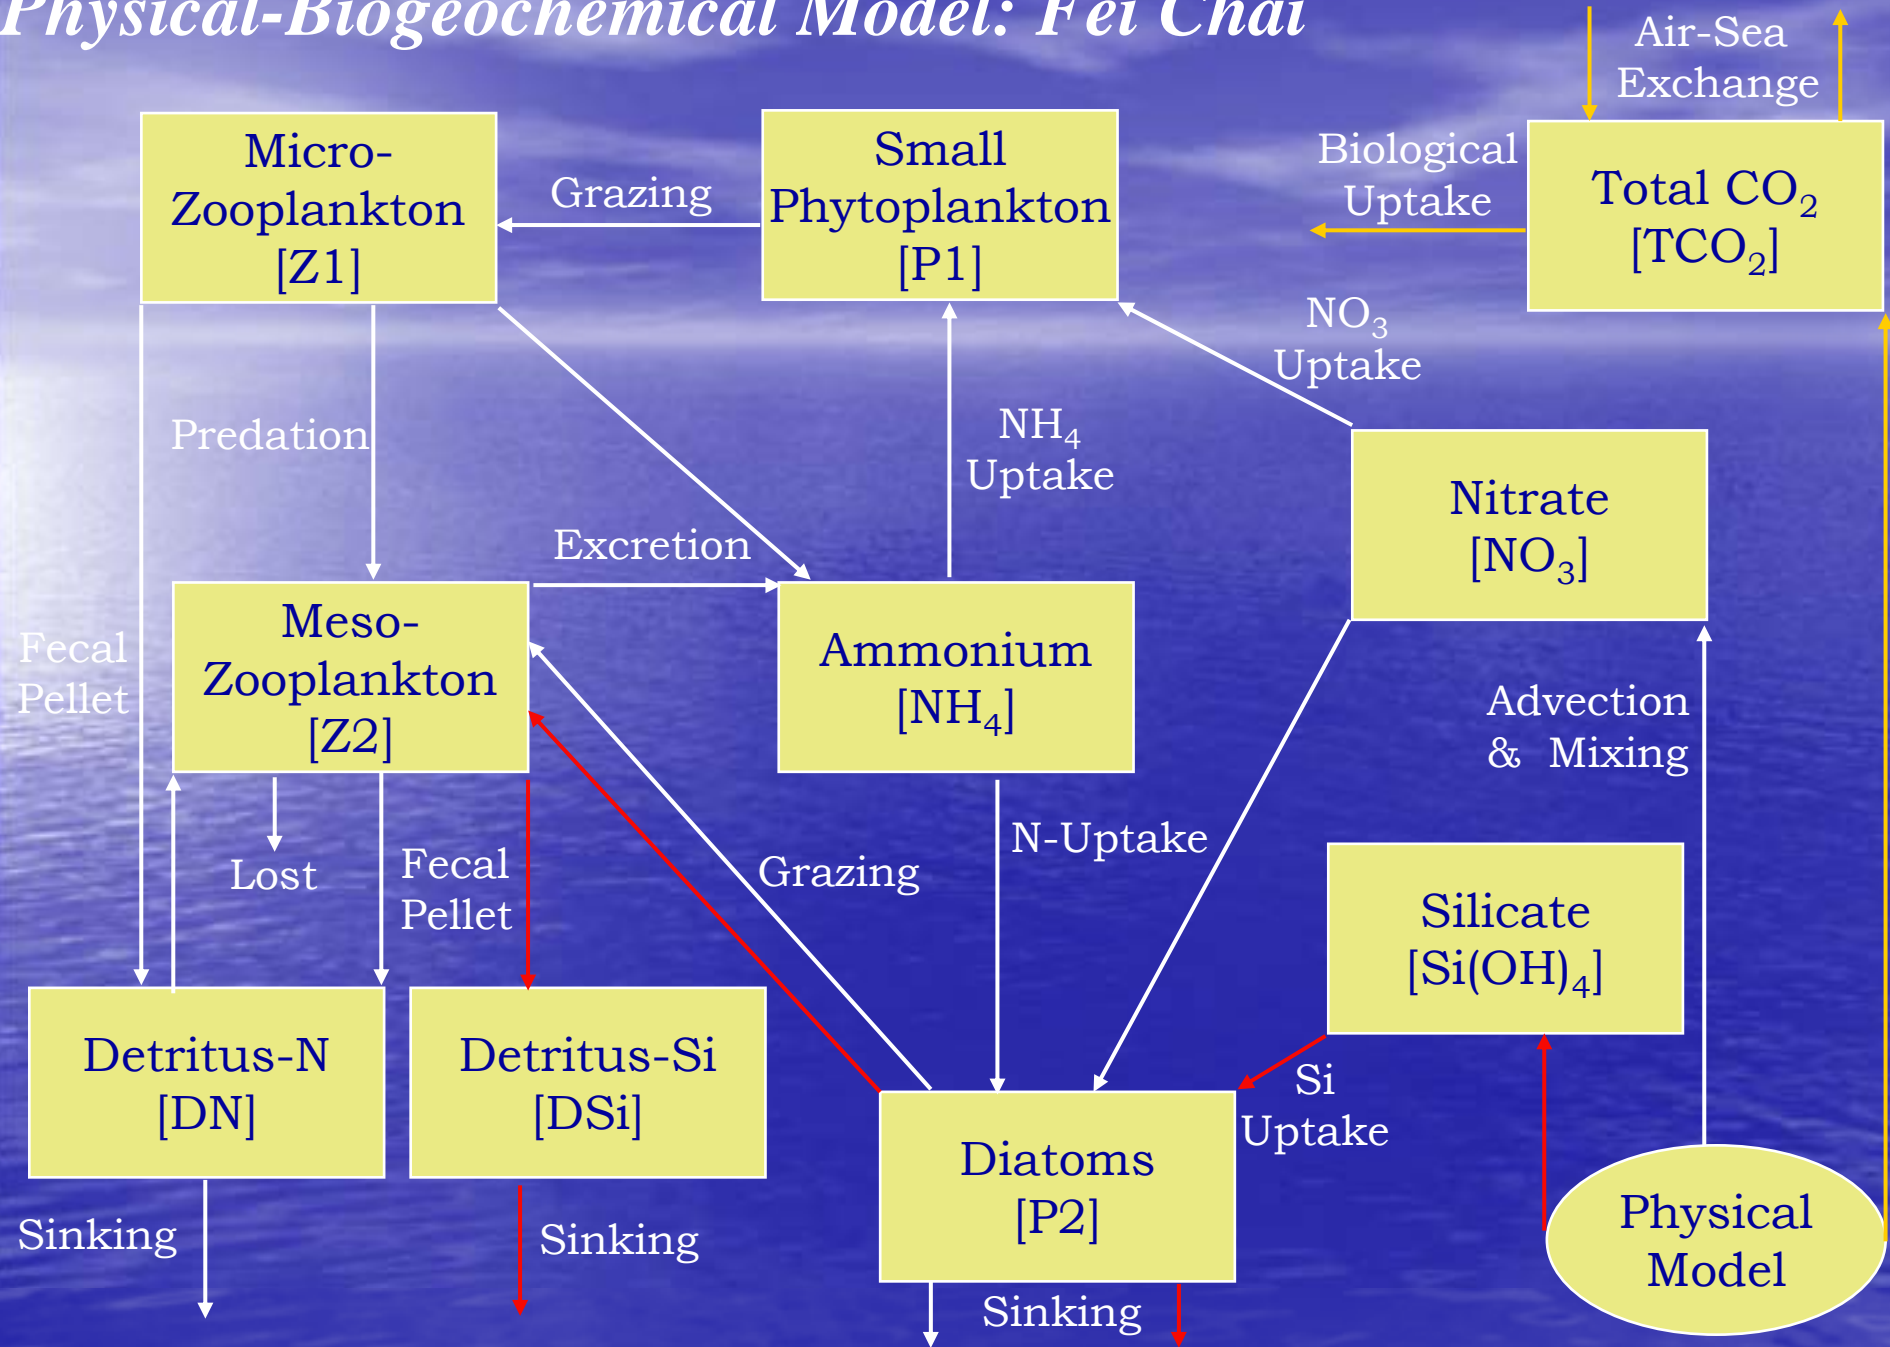 Physical-Biogeochemical Model: Fei Chai
Air-Sea
Exchange
Micro-
Zooplankton
[Z1]
Grazing
Small
Phytoplankton
[P1]
Biological
Uptake
Total CO₂
[TCO₂]
NO₃
Uptake
Predation
NH₄
Uptake
Nitrate
[NO₃]
Excretion
Fecal
Pellet
Meso-
Zooplankton
[Z2]
Ammonium
[NH₄]
Advection
& Mixing
Lost
Fecal
Pellet
Grazing
N-Uptake
Silicate
[Si(OH)₄]
Detritus-N
[DN]
Detritus-Si
[DSi]
Si
Uptake
Diatoms
[P2]
Physical
Model
Sinking
Sinking
Sinking